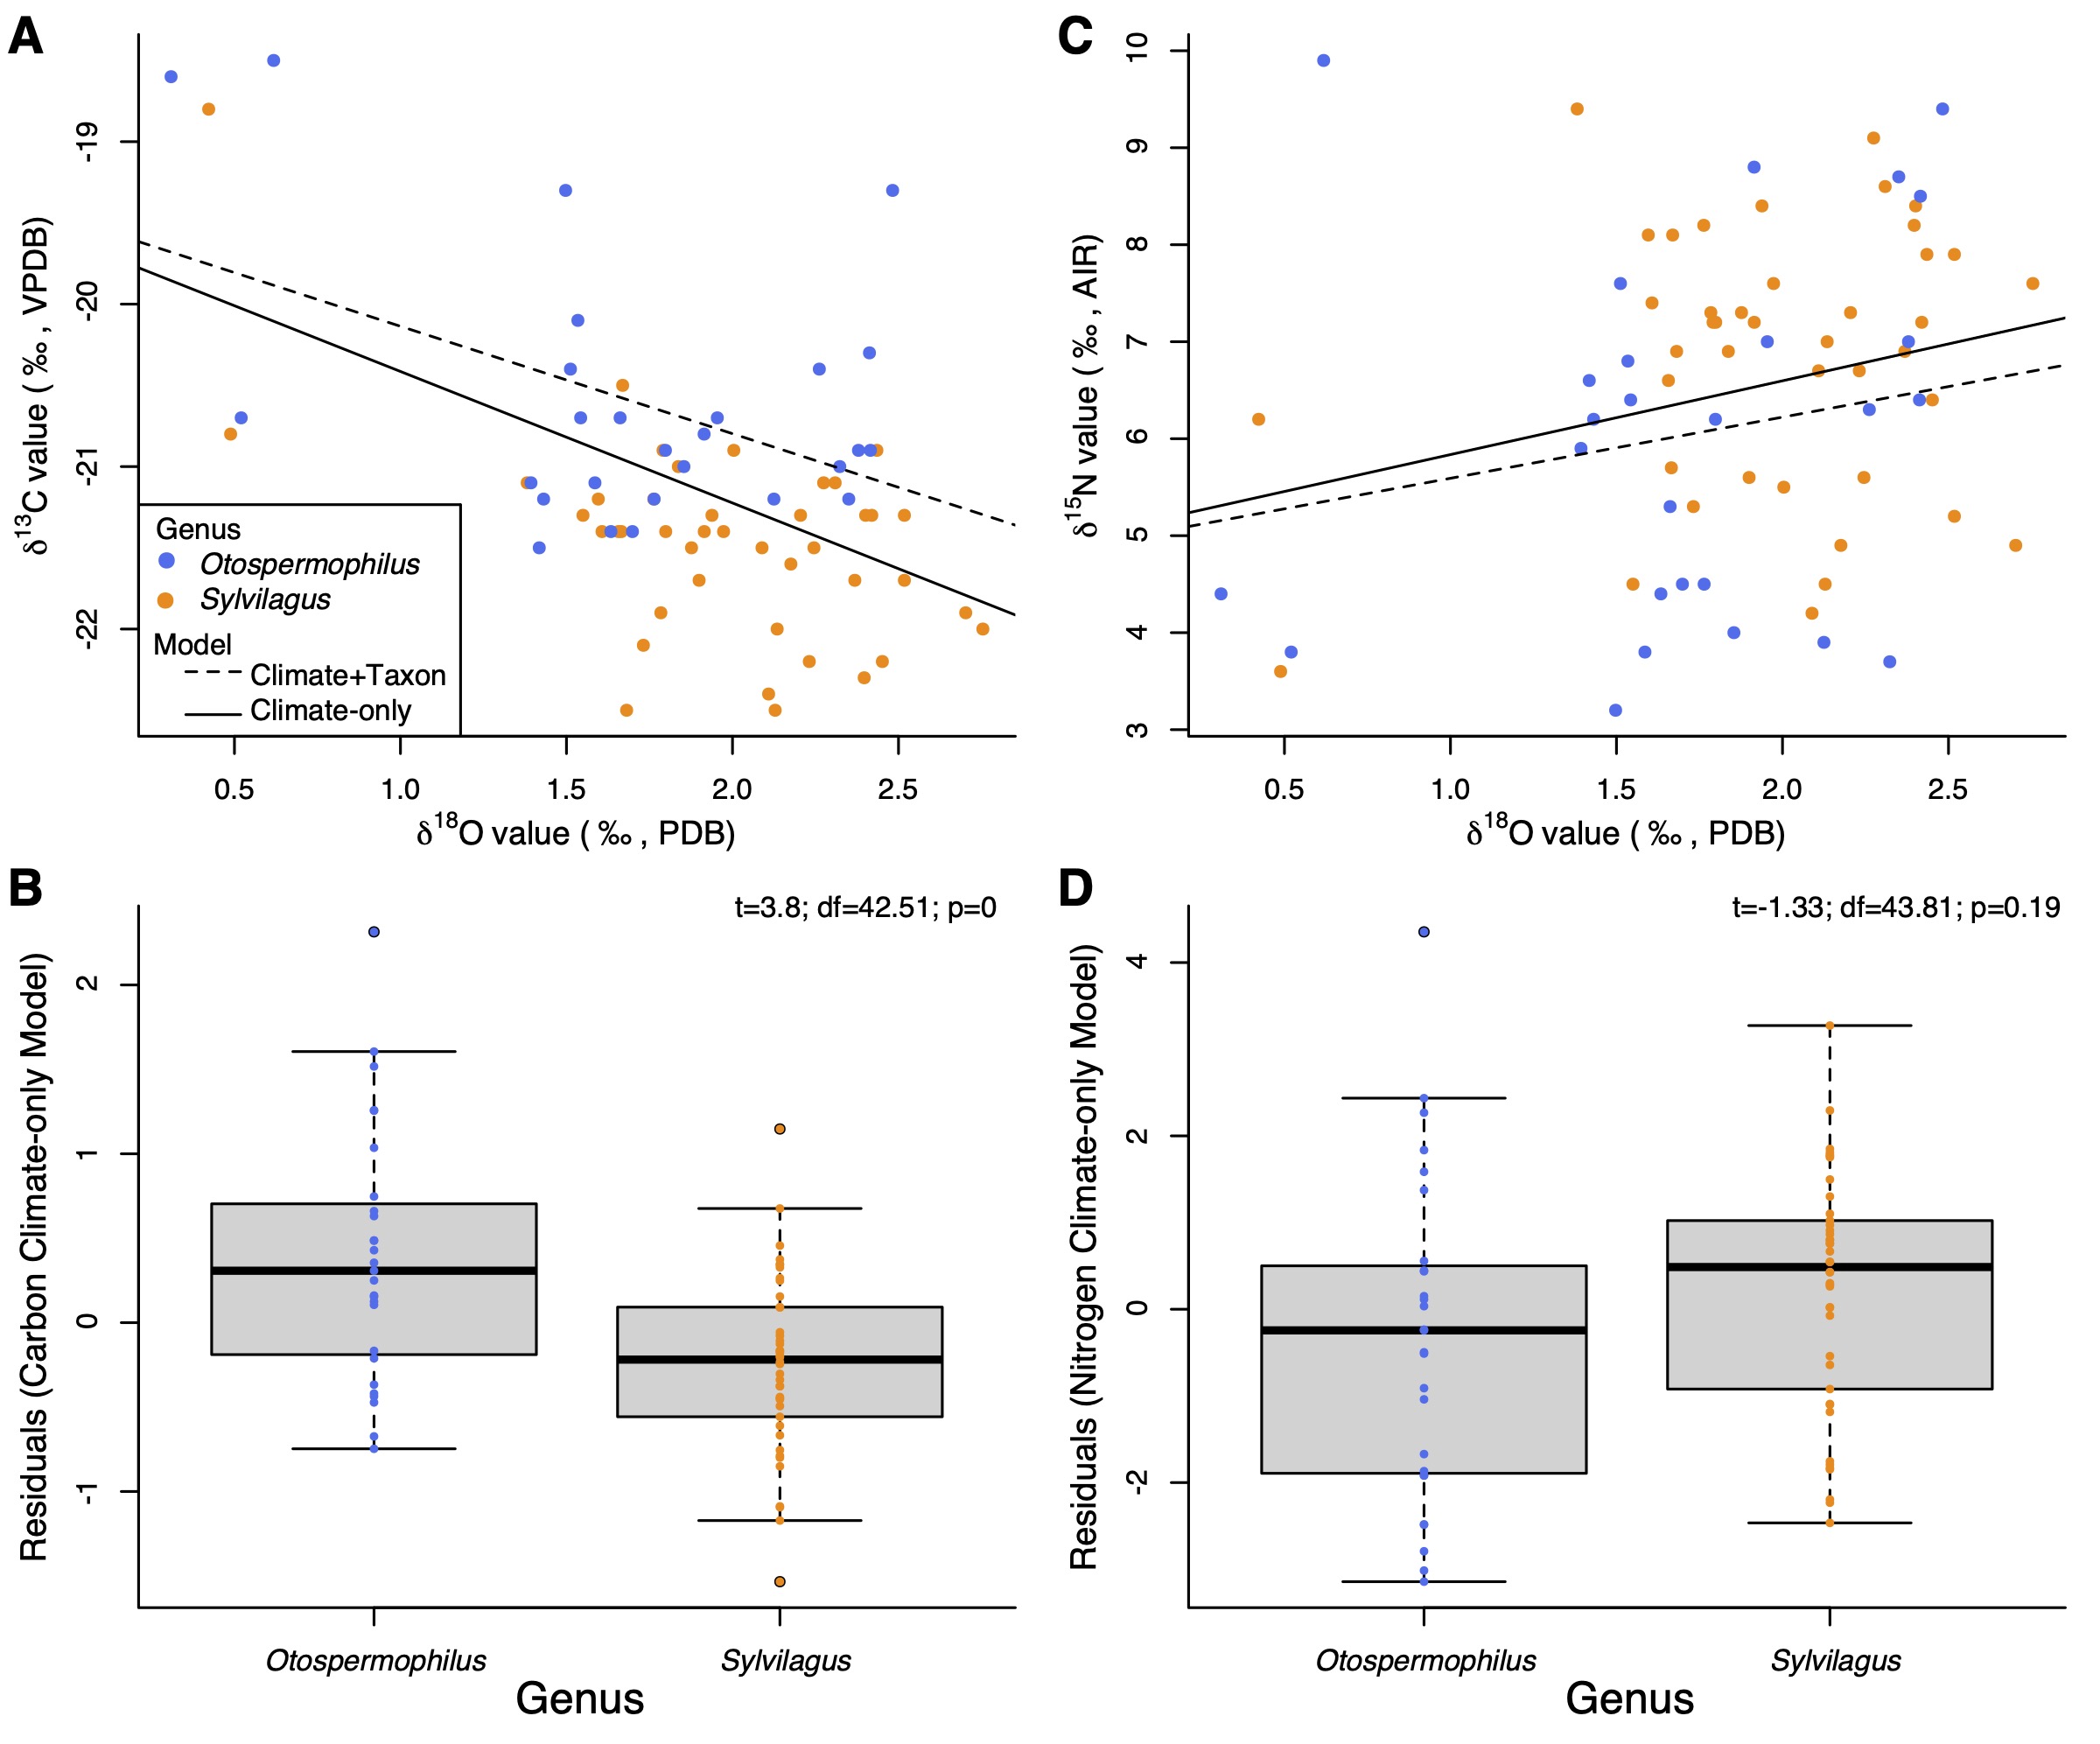 A
δ13C value ( ‰ , VPDB)
-19
-20
-21
-22
Genus
Otospermophilus
Sylvilagus
Model
Climate+Taxon
Climate-only
0.5 1.0 1.5 2.0 2.5
δ18O value ( ‰ , PDB)
C
δ15N value ( ‰ , AIR)
10
9
8
7
6
5
4
3
0.5 1.0 1.5 2.0 2.5
δ18O value ( ‰ , PDB)
B
t=3.8; df=42.51; p=0
Residuals (Carbon Climate-only Model)
2
1
0
-1
Otospermophilus Sylvilagus
Genus
D
t=-1.33; df=43.81; p=0.19
Residuals (Nitrogen Climate-only Model)
4
2
0
-2
Otospermophilus Sylvilagus
Genus